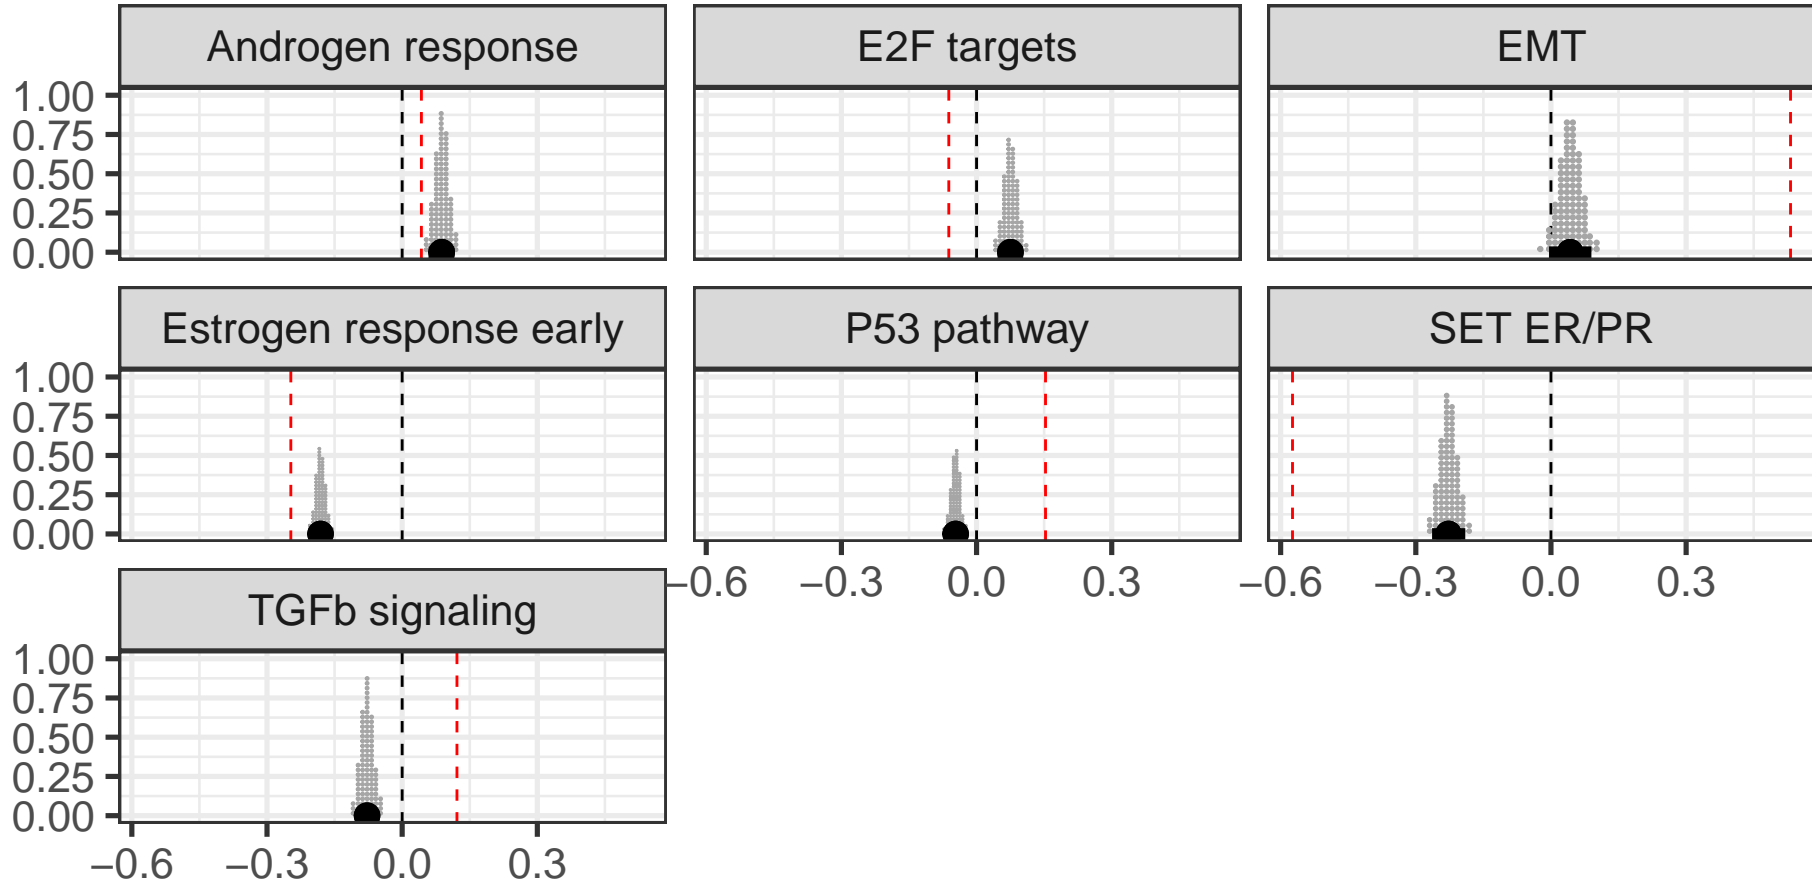 Androgen response
E2F targets
EMT
1.00
0.75
0.50
0.25
0.00
Estrogen response early
P53 pathway
SET ER/PR
1.00
0.75
0.50
0.25
0.00
−0.6 −0.3 0.0 0.3
−0.6 −0.3 0.0 0.3
TGFb signaling
1.00
0.75
0.50
0.25
0.00
−0.6 −0.3 0.0 0.3